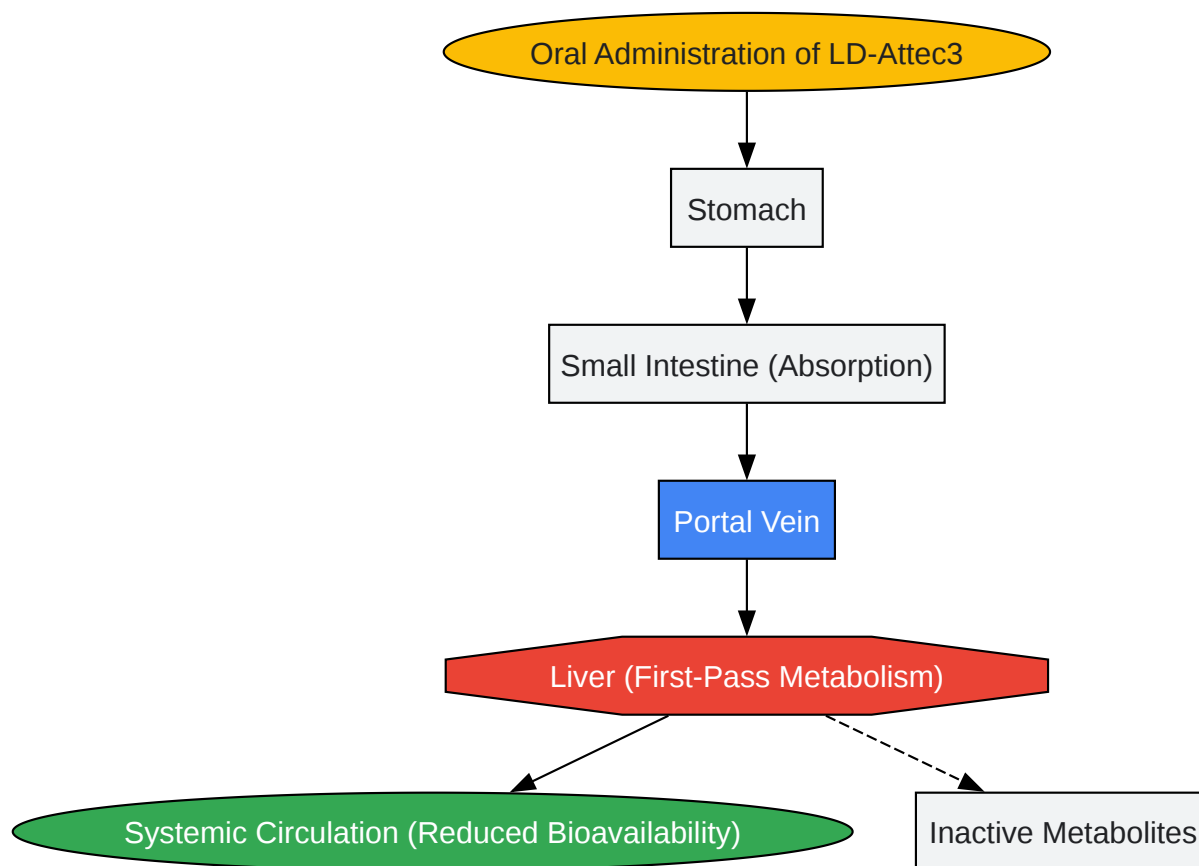 Oral Administration of LD-Attec3
Stomach
Small Intestine (Absorption)
Portal Vein
Liver (First-Pass Metabolism)
Systemic Circulation (Reduced Bioavailability)
Inactive Metabolites